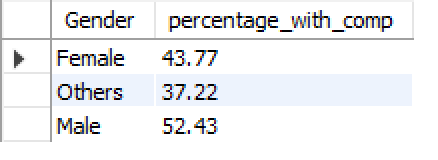 Gender percentage_with_comp
Female 43.77
Others 37.22
Male 52.43